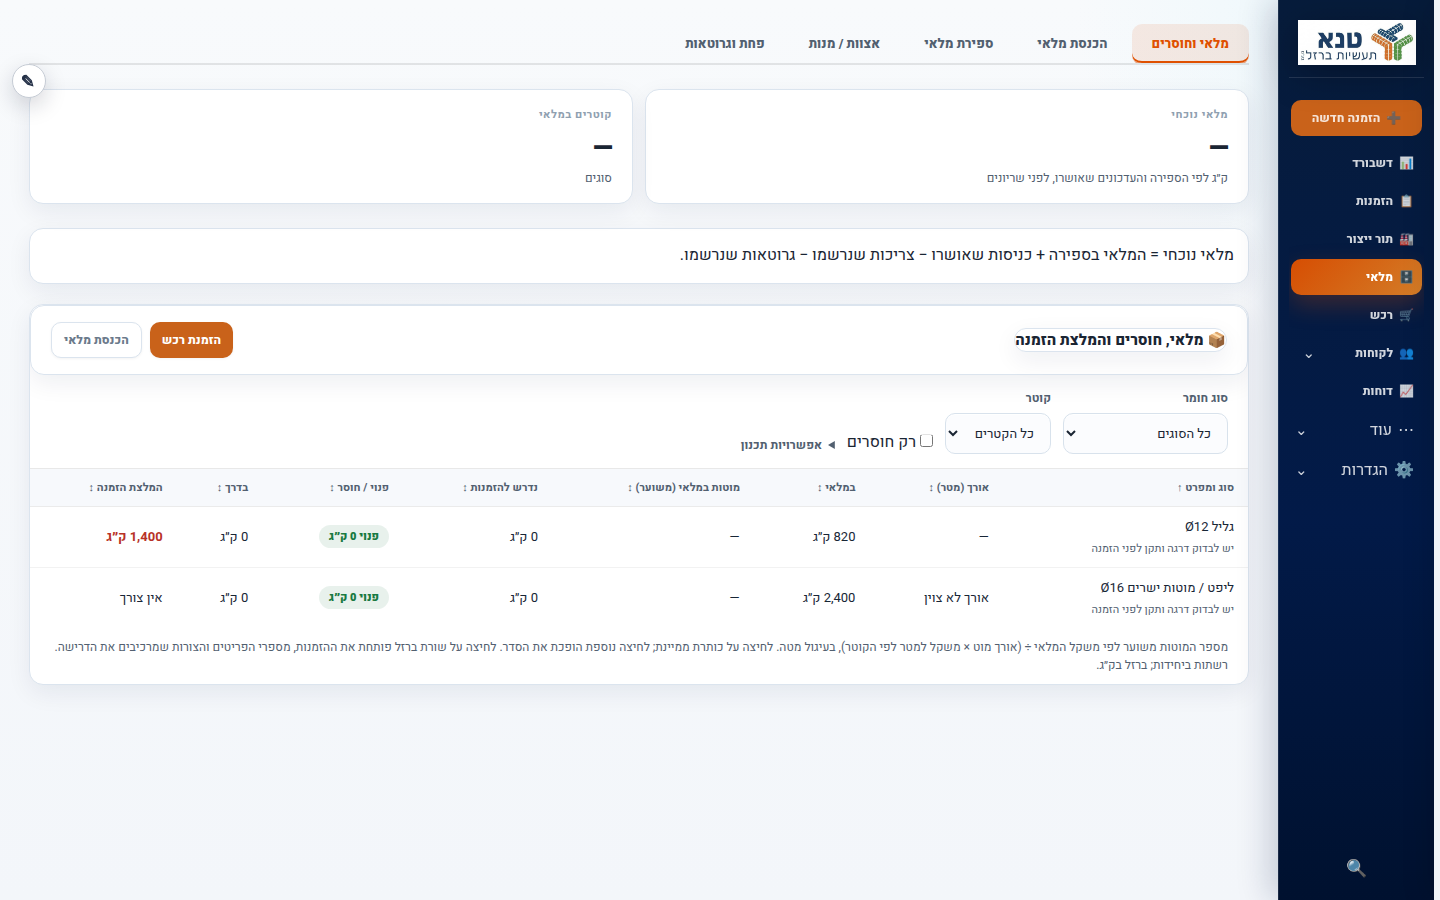 טנא
תעשיות ברזל
הזמנה חדשה
דשבורד
הזמנות
תור ייצור
מלאי
רכש
לקוחות
דוחות
עוד
הגדרות
מלאי וחוסרים
הכנסת מלאי
ספירת מלאי
אצוות / מנות
פחת וגרוטאות
מלאי נוכחי
—
ק"ג לפי הספירה והעדכונים שאושרו, לפני שריונים
קוטרים במלאי
—
סוגים
מלאי נוכחי = המלאי בספירה + כניסות שאושרו − צריכות שנרשמו − גרוטאות שנרשמו.
📦 מלאי, חוסרים והמלצת הזמנה
הזמנת רכש
הכנסת מלאי
סוג חומר
קוטר
כל הסוגים
כל הקטרים
רק חוסרים
◀ אפשרויות תכנון
סוג ומפרט ↑ אורך (מטר) ↕ במלאי ↕ מוטות במלאי (משוער) ↕ נדרש להזמנות ↕ פנוי / חוסר ↕ בדרך ↕ המלצת הזמנה ↕
גליל Ø12 — 820 ק"ג — 0 ק"ג פנוי 0 ק"ג 0 ק"ג 1,400 ק"ג
יש לבדוק דרגה ותקן לפני הזמנה
ליפט / מוטות ישרים Ø16 אורך לא צוין 2,400 ק"ג — 0 ק"ג פנוי 0 ק"ג 0 ק"ג אין צורך
יש לבדוק דרגה ותקן לפני הזמנה
מספר המוטות משוער לפי משקל המלאי ÷ (אורך מוט × משקל למטר לפי הקוטר), בעיגול מטה. לחיצה על כותרת ממיינת; לחיצה נוספת הופכת את הסדר. לחיצה על שורת ברזל פותחת את ההזמנות, מספרי הפריטים והצורות שמרכיבים את הדרישה.
רשתות ביחידות; ברזל בק"ג.